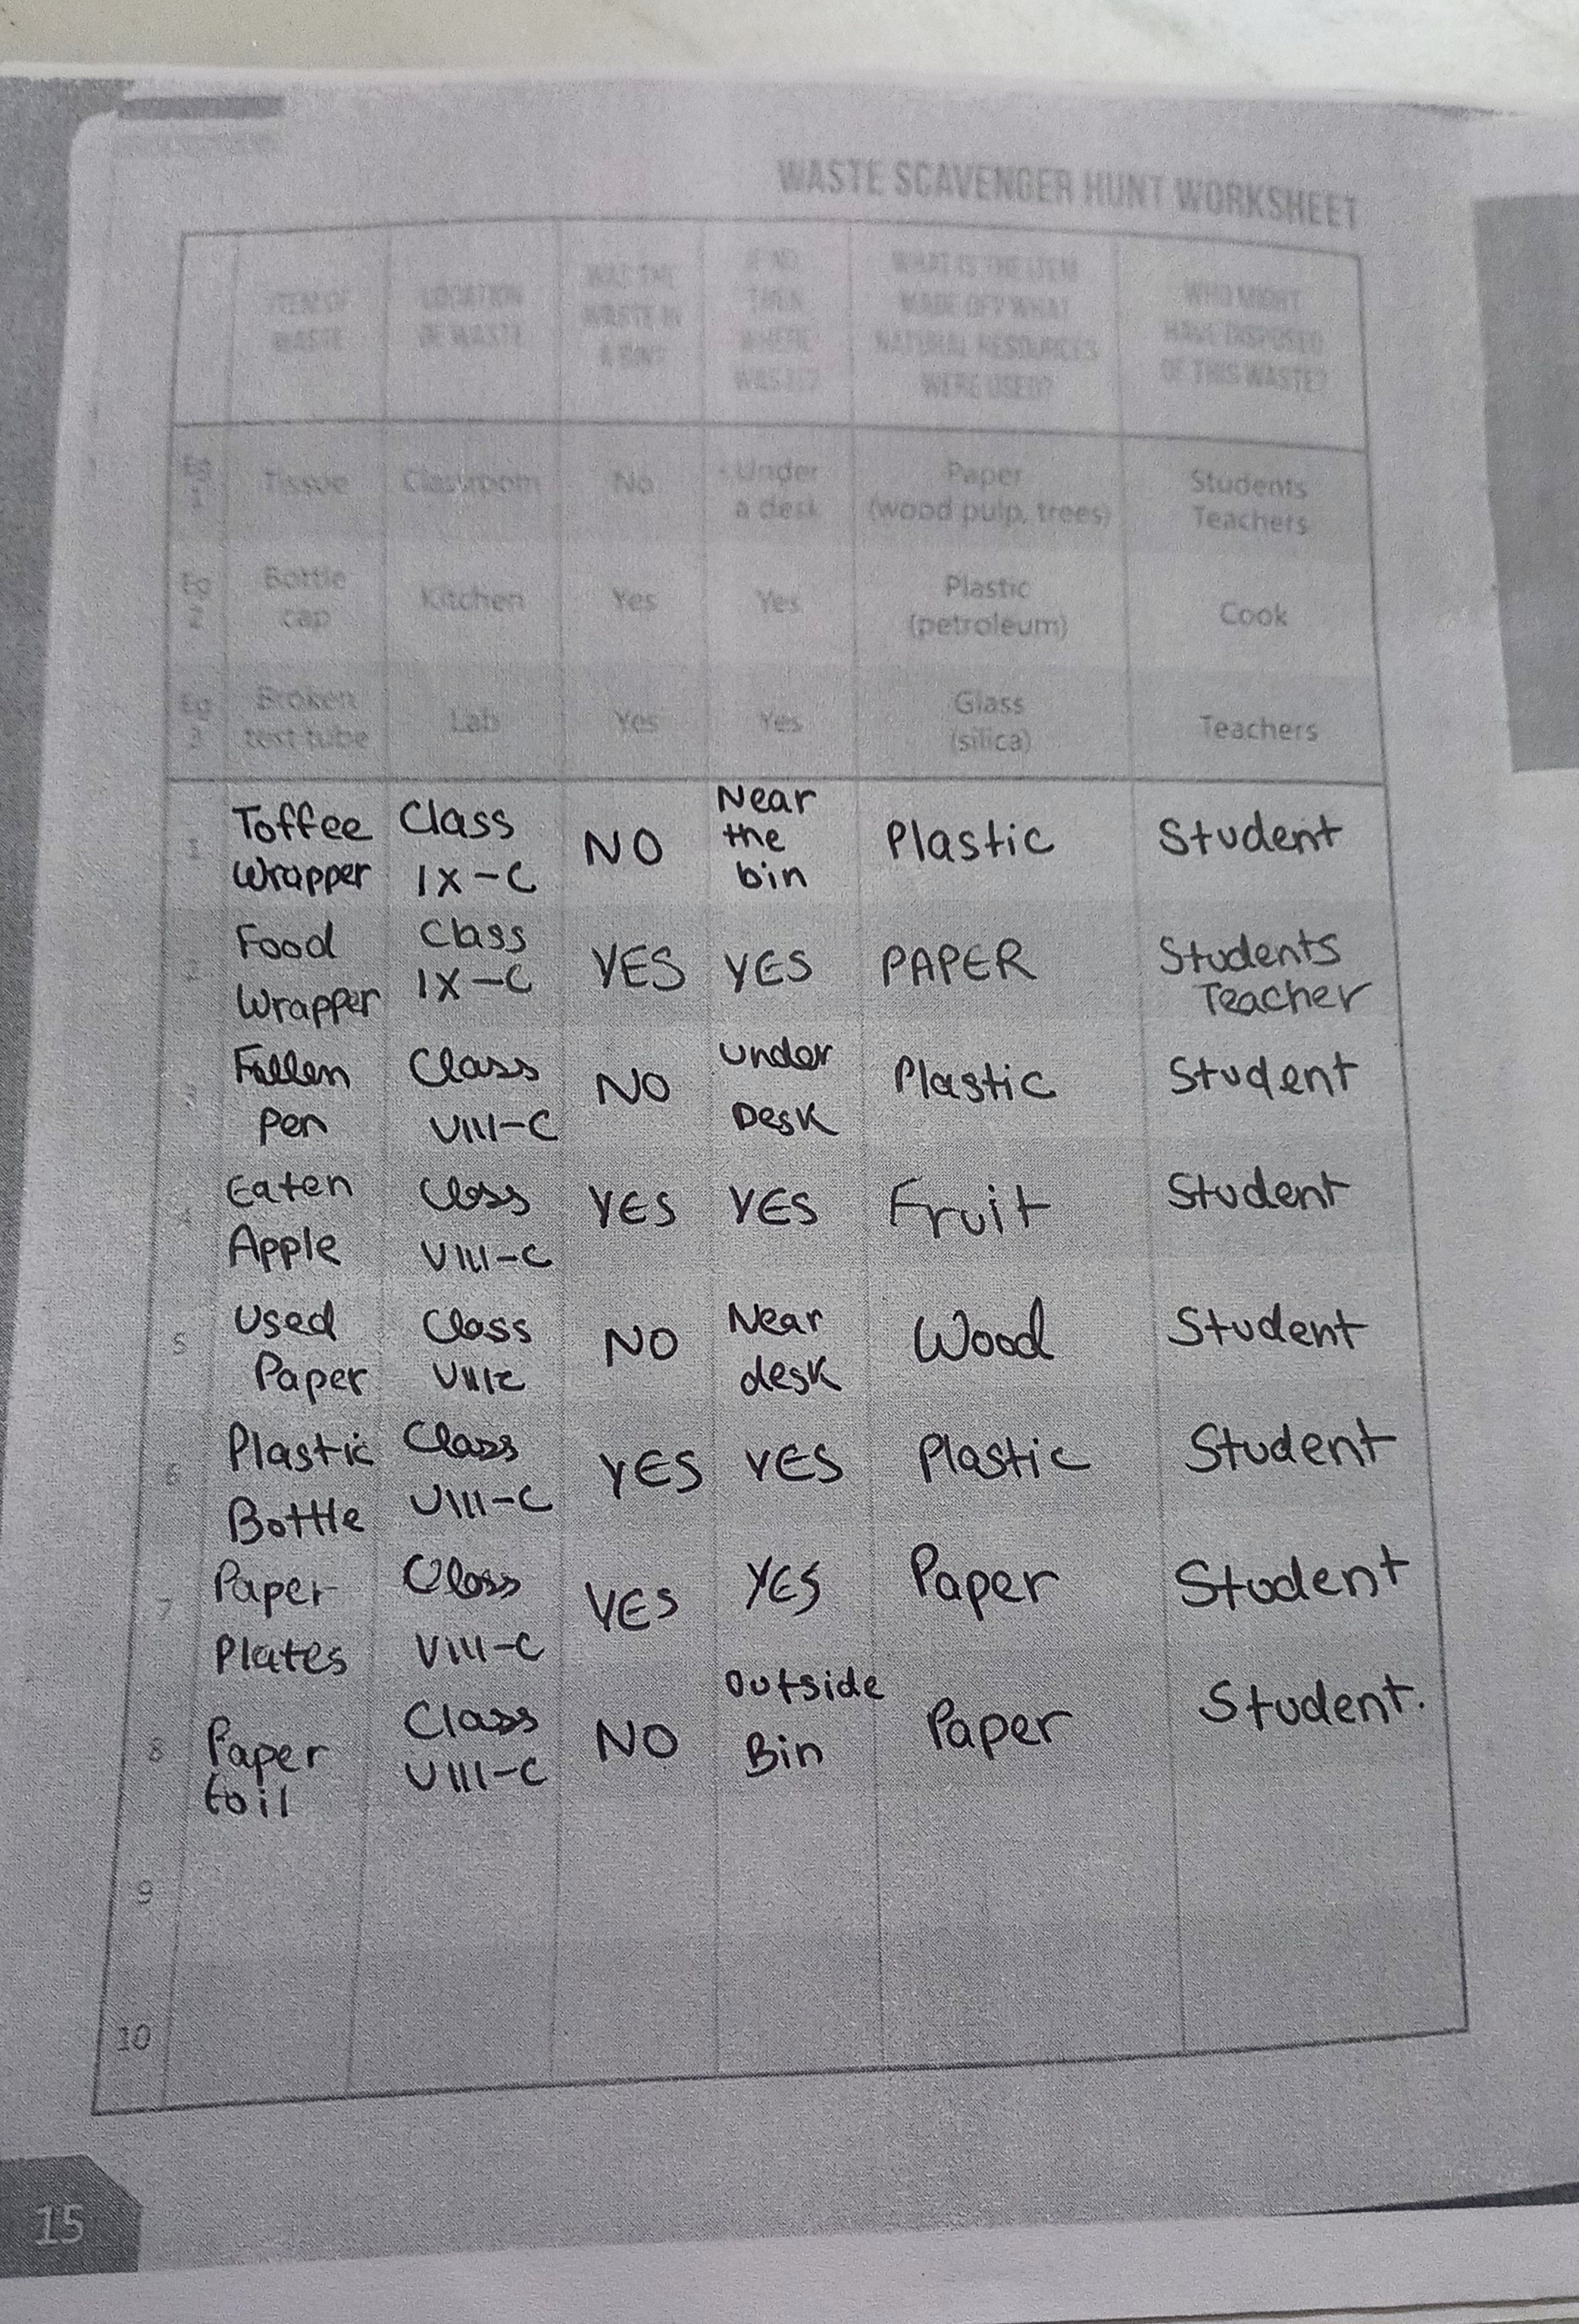 WASTE SCAVENGER HUNT WORKSHEET
ITEM OF WASTE
LOCATION OF WASTE
WAS THE WASTE IN A BIN?
IF NO, THEN WHERE WAS IT?
WHAT IS THE ITEM MADE OF? WHAT NATURAL RESOURCES WERE USED?
WHO MIGHT HAVE DISPOSED OF THIS WASTE?
Eg 1 Tissue Classroom No - Under a desk Paper (wood pulp, trees) Students Teachers
Eg 2 Bottle cap Kitchen Yes Yes Plastic (petroleum) Cook
Eg 3 Broken test tube Lab Yes Yes Glass (silica) Teachers
1 Toffee Wrapper Class IX-C NO Near the bin Plastic Student
2 Food Wrapper Class IX-C YES YES PAPER Students Teacher
3 Fallen Pen Class VIII-C NO Under Desk Plastic Student
4 Eaten Apple Class VIII-C YES YES Fruit Student
5 Used Paper Class NO Near desk Wood Student
6 Plastic Bottle Class VIII-C YES YES Plastic Student
7 Paper Plates Class VIII-C YES YES Paper Student
8 Paper foil Class VIII-C NO Outside Bin Paper Student.
9
10
15